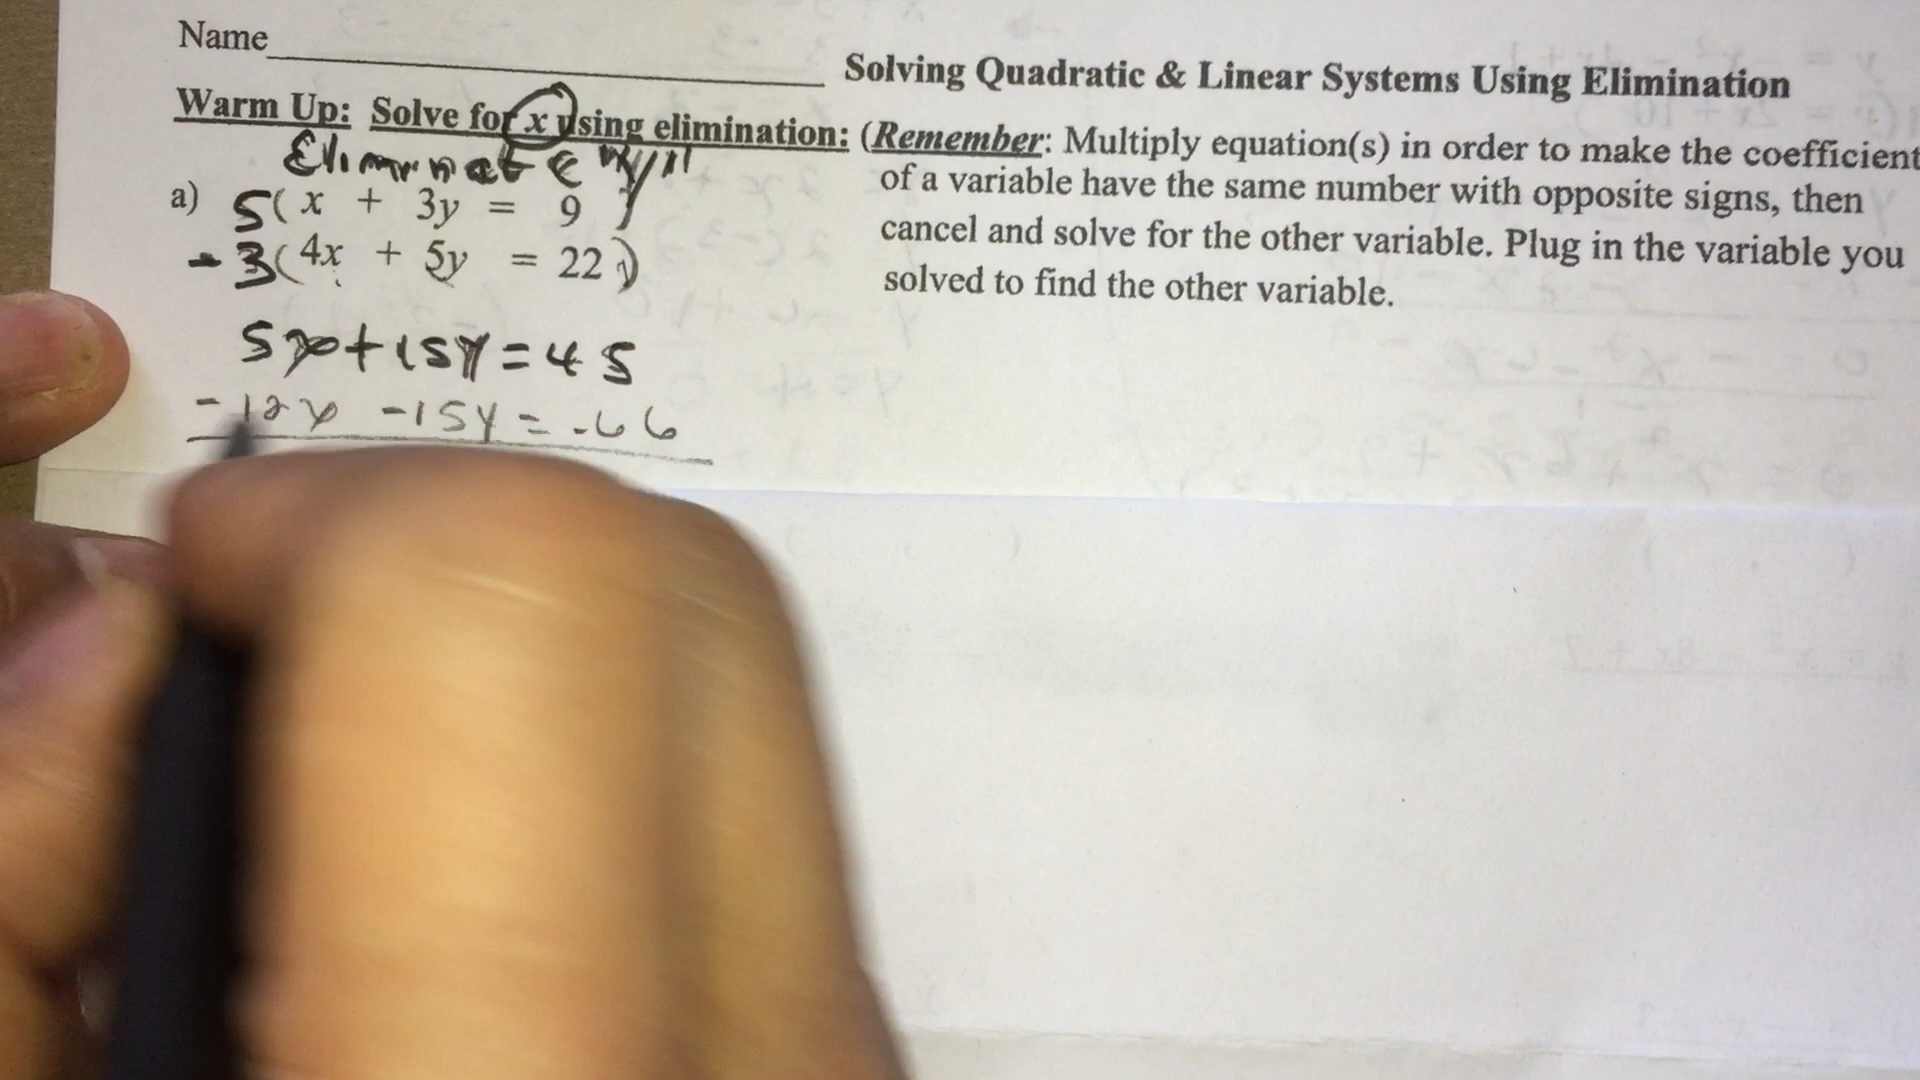 Name
Solving Quadratic & Linear Systems Using Elimination
Warm Up: Solve for x using elimination: (Remember: Multiply equation(s) in order to make the coefficient
of a variable have the same number with opposite signs, then
cancel and solve for the other variable. Plug in the variable you
solved to find the other variable.
Eliminate "y"
a) 5(x + 3y = 9)
-3(4x + 5y = 22)
5x+15y=45
-12x -15y=-66